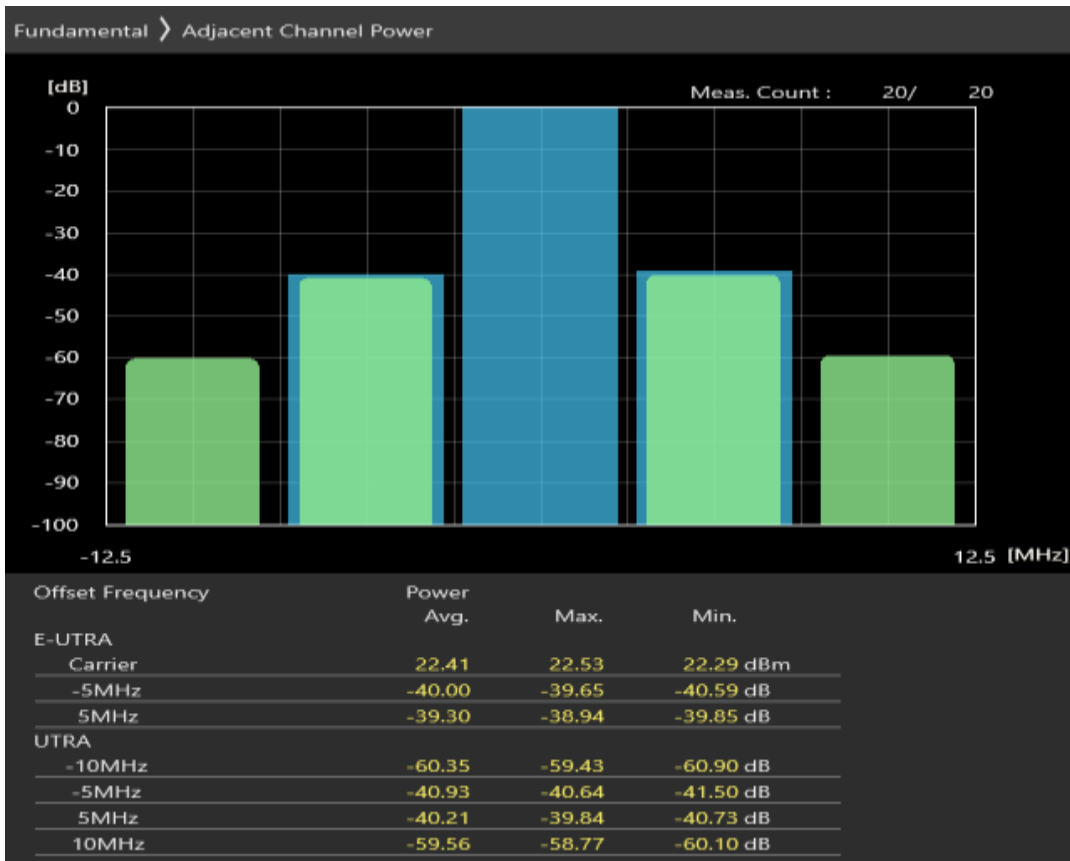 Fundamental 〉 Adjacent Channel Power
[dB]
Meas. Count : 20/ 20
0
-10
-20
-30
-40
-50
-60
-70
-80
-90
-100
-12.5 12.5 [MHz]
Offset Frequency Power
Avg. Max. Min.
E-UTRA
Carrier 22.41 22.53 22.29 dBm
-5MHz -40.00 -39.65 -40.59 dB
5MHz -39.30 -38.94 -39.85 dB
UTRA
-10MHz -60.35 -59.43 -60.90 dB
-5MHz -40.93 -40.64 -41.50 dB
5MHz -40.21 -39.84 -40.73 dB
10MHz -59.56 -58.77 -60.10 dB